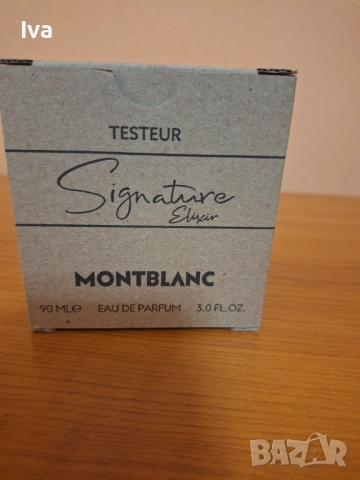 Iva
TESTEUR
Signature
Elixir
MONTBLANC
90 ML℮ EAU DE PARFUM 3.0 FL.OZ.
BAZAR